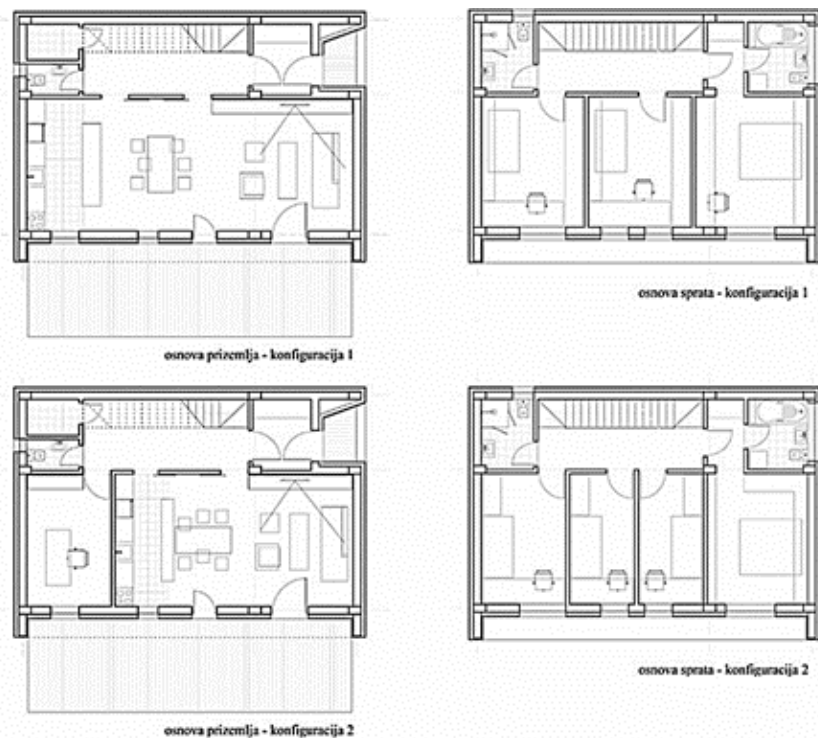 osnova sprata - konfiguracija 1
osnova prizemlja - konfiguracija 1
osnova sprata - konfiguracija 2
osnova prizemlja - konfiguracija 2